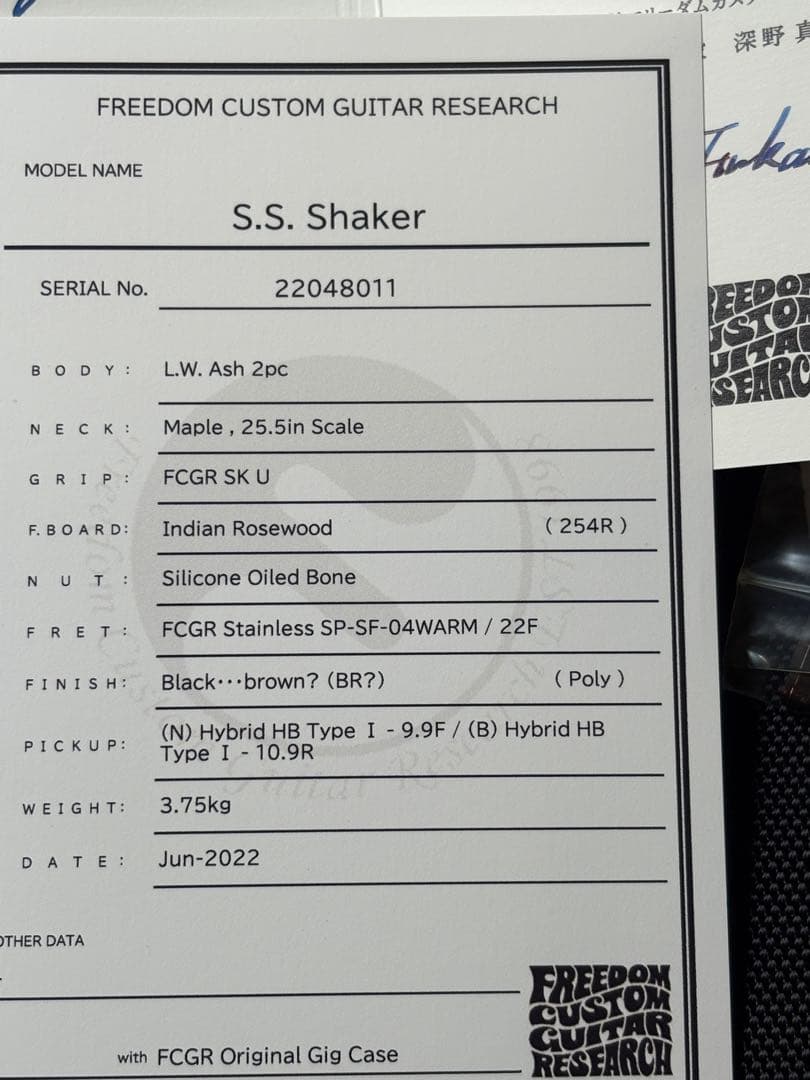 FREEDOM CUSTOM GUITAR RESEARCH
MODEL NAME
S.S. Shaker
SERIAL No. 22048011
BODY: L.W. Ash 2pc
NECK: Maple , 25.5in Scale
GRIP: FCGR SK U
F.BOARD: Indian Rosewood (254R)
NUT: Silicone Oiled Bone
FRET: FCGR Stainless SP-SF-04WARM / 22F
FINISH: Black・・・brown? (BR?) (Poly)
PICKUP: (N) Hybrid HB Type Ⅰ - 9.9F / (B) Hybrid HB
Type Ⅰ - 10.9R
WEIGHT: 3.75kg
DATE: Jun-2022
OTHER DATA
with FCGR Original Gig Case
FREEDOM
CUSTOM
GUITAR
RESEARCH
深野